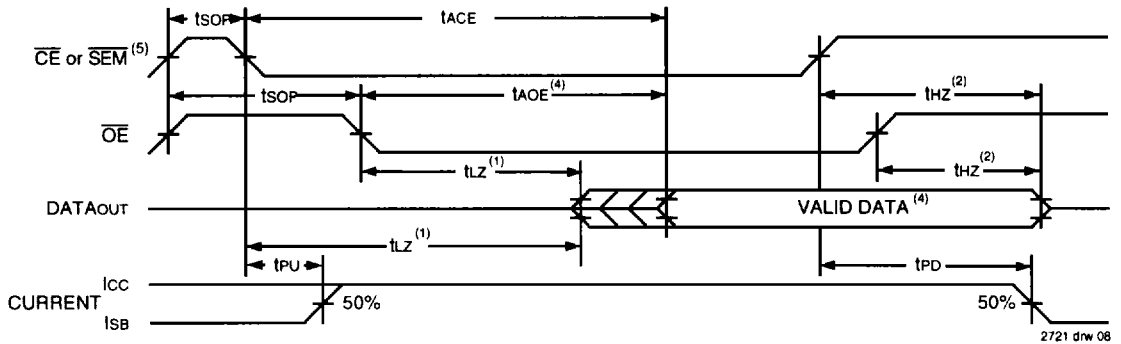 tSOP tACE
CE or SEM (5)
tSOP tAOE (4) tHZ (2)
OE
tLZ (1) tHZ (2)
DATAOUT VALID DATA (4)
tLZ (1)
tPU tPD
ICC
CURRENT 50% 50%
ISB
2721 drw 08